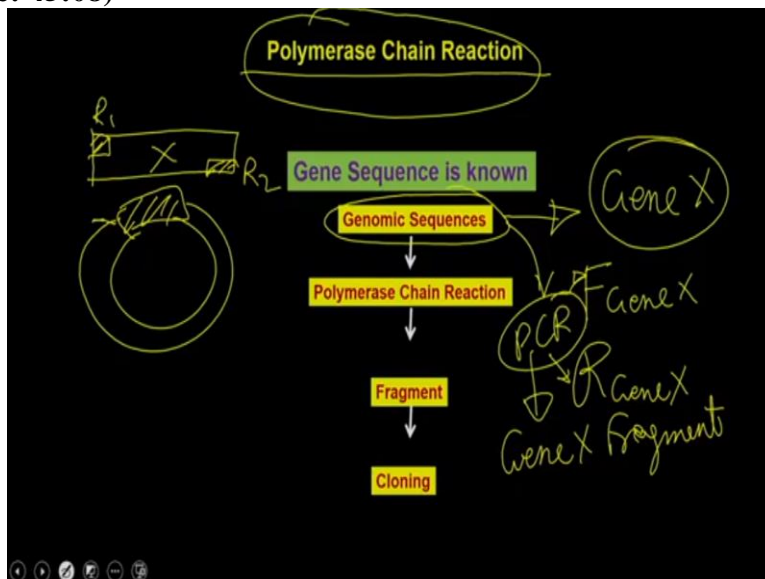 Polymerase Chain Reaction
R1
X
R2
Gene Sequence is known
Gene X
Genomic Sequences
Polymerase Chain Reaction
F Gene X
PCR
R Gene X
Fragment
Gene X Fragment
Cloning